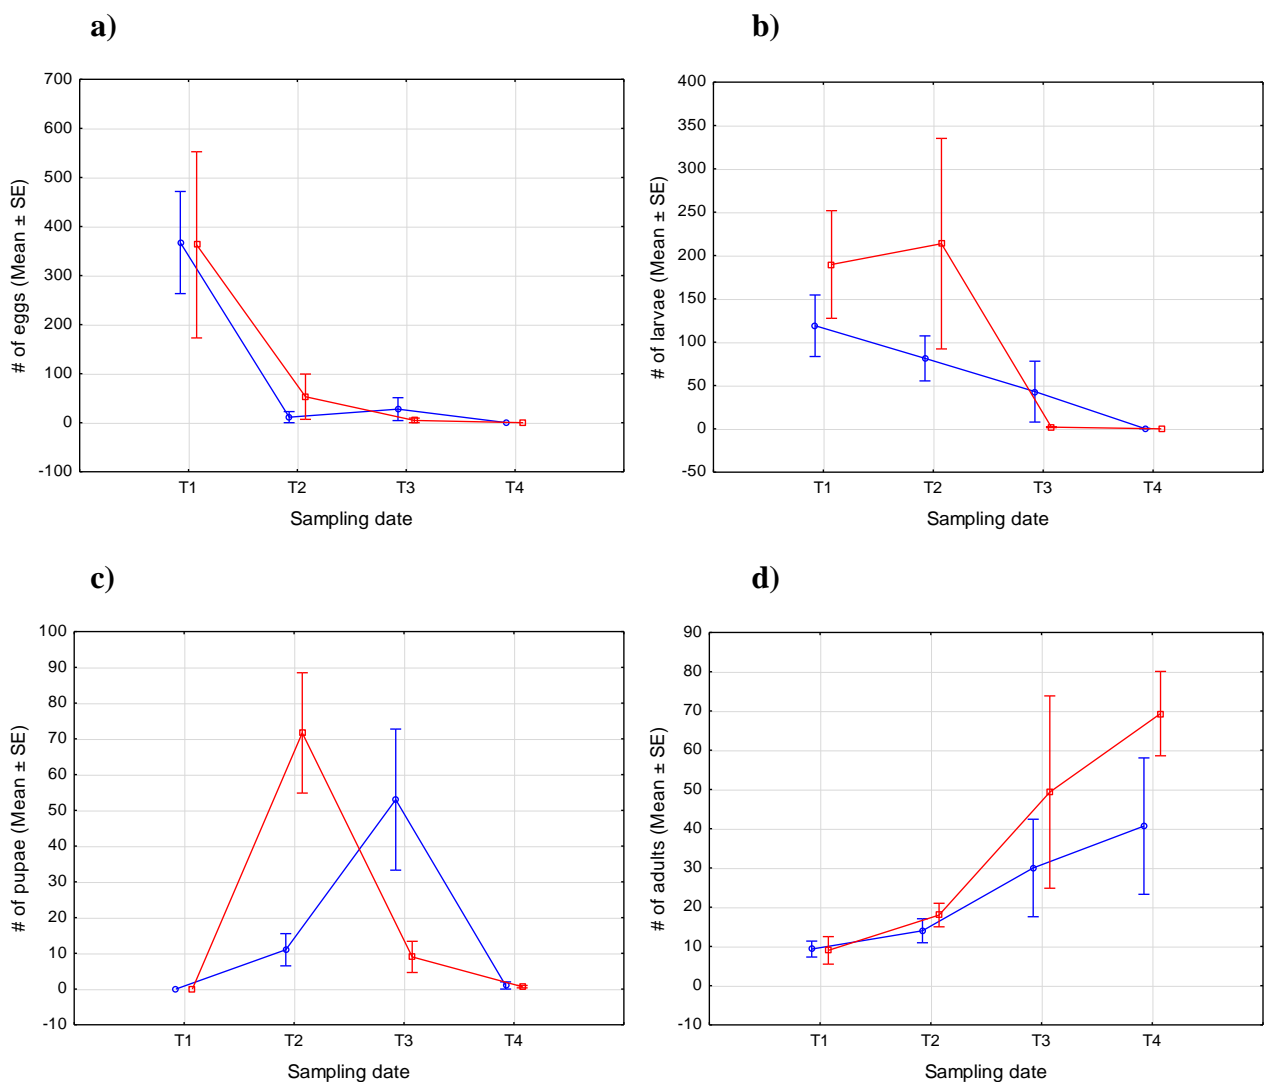 a)
700
600
500
400
300
200
100
0
-100
# of eggs (Mean ± SE)
T1 T2 T3 T4
Sampling date
b)
400
350
300
250
200
150
100
50
0
-50
# of larvae (Mean ± SE)
T1 T2 T3 T4
Sampling date
c)
100
90
80
70
60
50
40
30
20
10
0
-10
# of pupae (Mean ± SE)
T1 T2 T3 T4
Sampling date
d)
90
80
70
60
50
40
30
20
10
0
-10
# of adults (Mean ± SE)
T1 T2 T3 T4
Sampling date